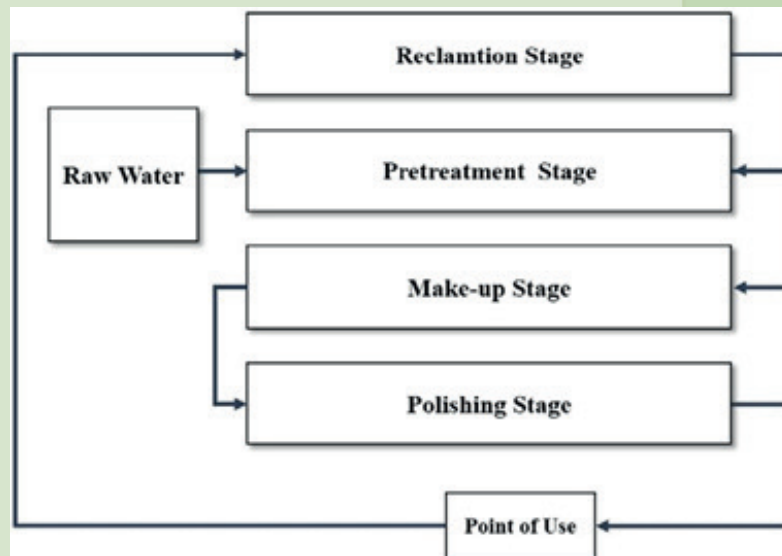 Reclamtion Stage
Raw Water
Pretreatment Stage
Make-up Stage
Polishing Stage
Point of Use